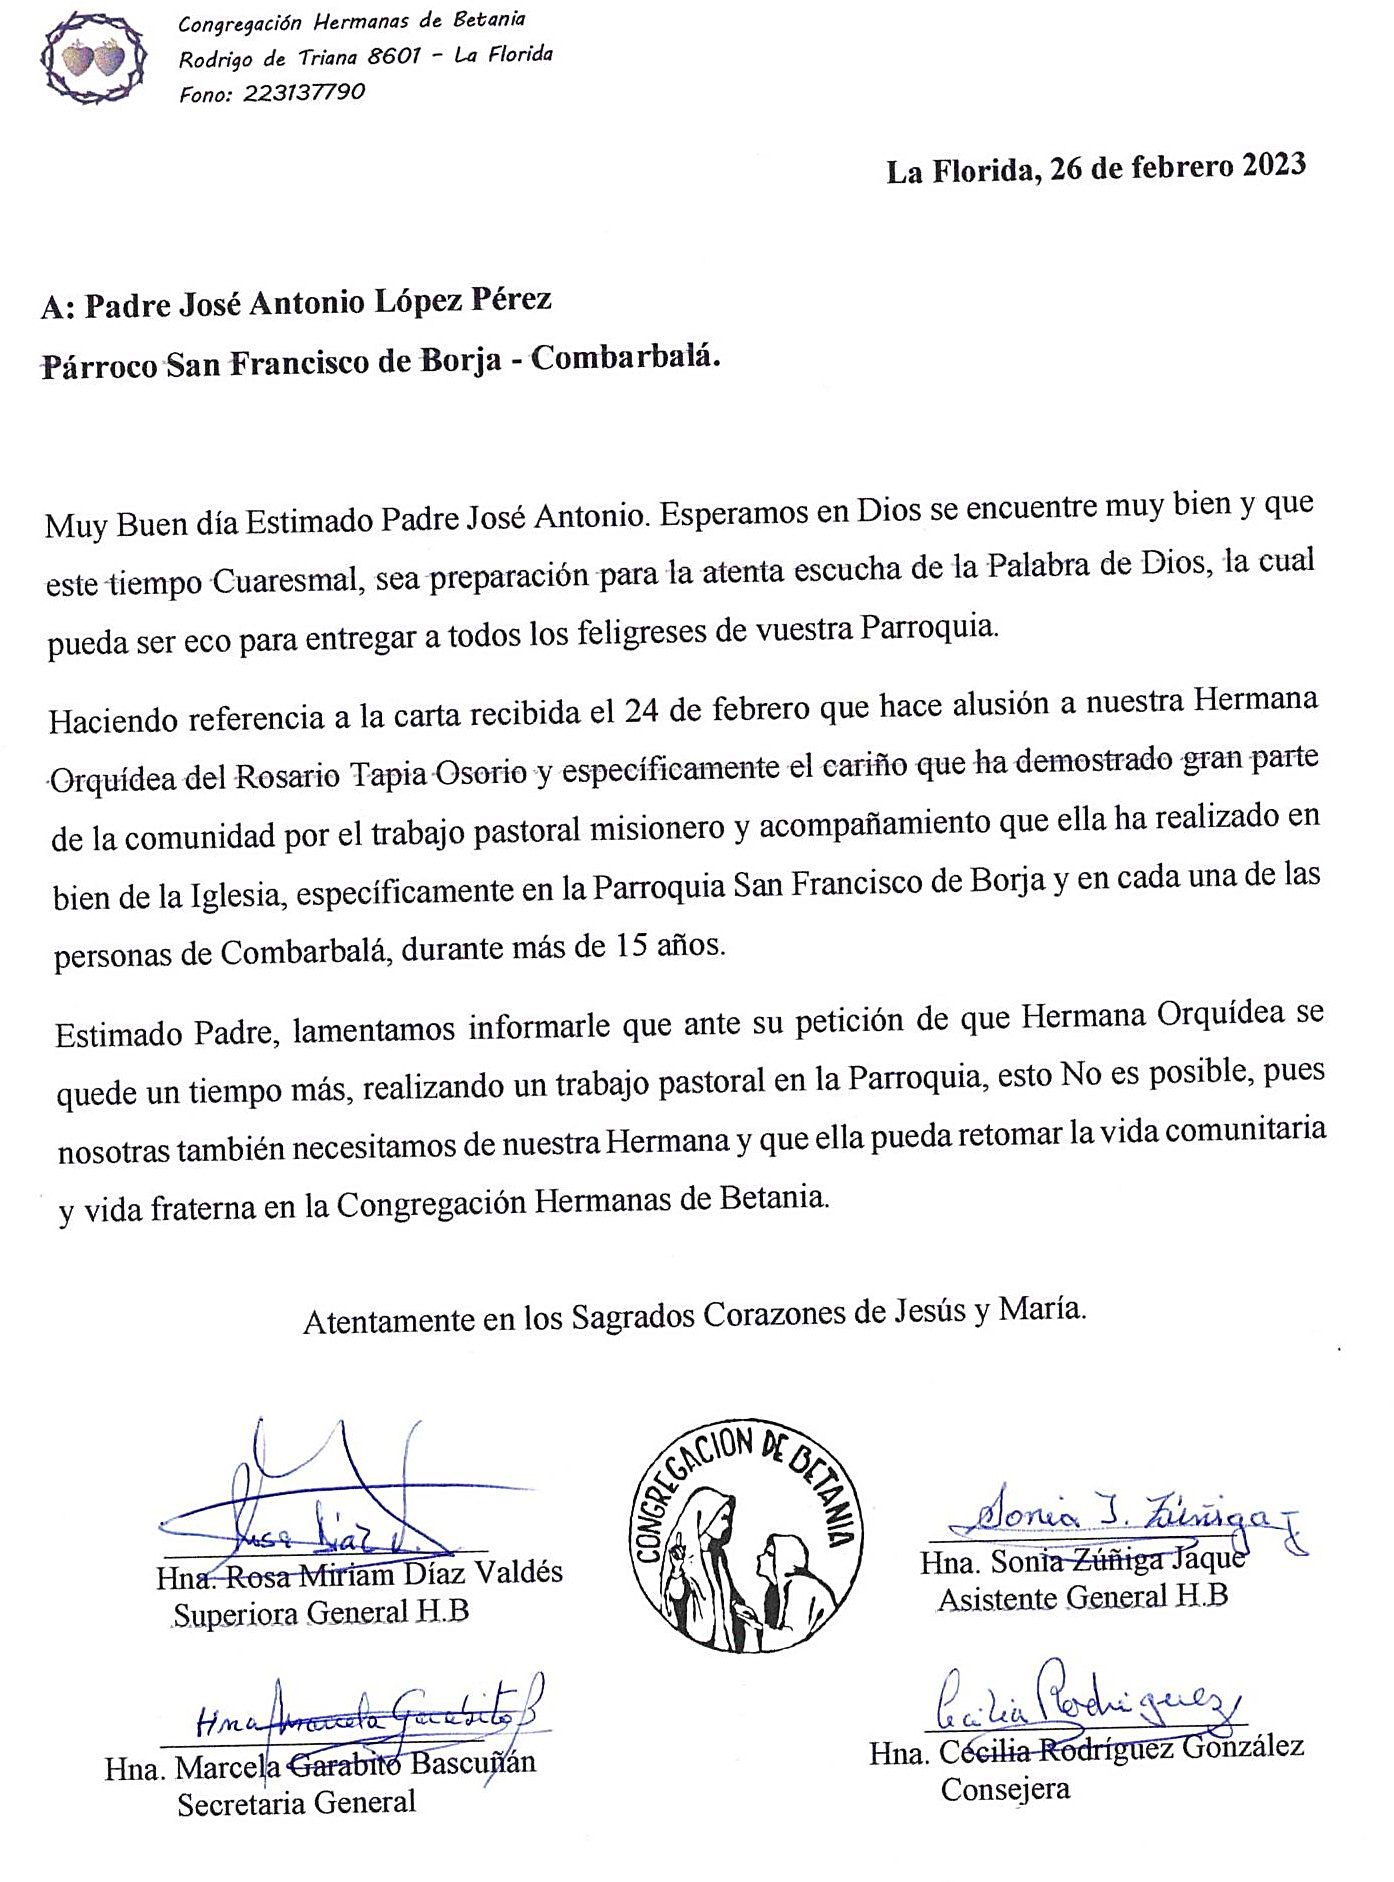 Congregación Hermanas de Betania
Rodrigo de Triana 8601 - La Florida
Fono: 223137790
La Florida, 26 de febrero 2023
A: Padre José Antonio López Pérez
Párroco San Francisco de Borja - Combarbalá.
Muy Buen día Estimado Padre José Antonio. Esperamos en Dios se encuentre muy bien y que
este tiempo Cuaresmal, sea preparación para la atenta escucha de la Palabra de Dios, la cual
pueda ser eco para entregar a todos los feligreses de vuestra Parroquia.
Haciendo referencia a la carta recibida el 24 de febrero que hace alusión a nuestra Hermana
Orquídea del Rosario Tapia Osorio y específicamente el cariño que ha demostrado gran parte
de la comunidad por el trabajo pastoral misionero y acompañamiento que ella ha realizado en
bien de la Iglesia, específicamente en la Parroquia San Francisco de Borja y en cada una de las
personas de Combarbalá, durante más de 15 años.
Estimado Padre, lamentamos informarle que ante su petición de que Hermana Orquídea se
quede un tiempo más, realizando un trabajo pastoral en la Parroquia, esto No es posible, pues
nosotras también necesitamos de nuestra Hermana y que ella pueda retomar la vida comunitaria
y vida fraterna en la Congregación Hermanas de Betania.
Atentamente en los Sagrados Corazones de Jesús y María.
CONGREGACION DE BETANIA
Rosa Díaz V.
Hna. Rosa Miriam Díaz Valdés
Superiora General H.B
Sonia J. Zúñiga J
Hna. Sonia Zúñiga Jaque
Asistente General H.B
Hna Marcela Garabito B
Hna. Marcela Garabito Bascuñán
Secretaria General
Cecilia Rodriguez
Hna. Cecilia Rodríguez González
Consejera